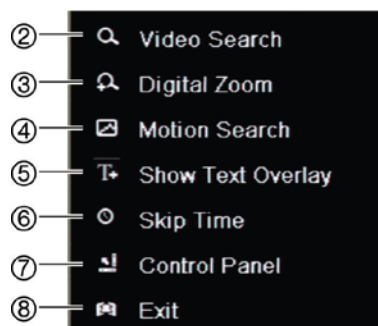 ② Video Search
③ Digital Zoom
④ Motion Search
⑤ T+ Show Text Overlay
⑥ Skip Time
⑦ Control Panel
⑧ Exit